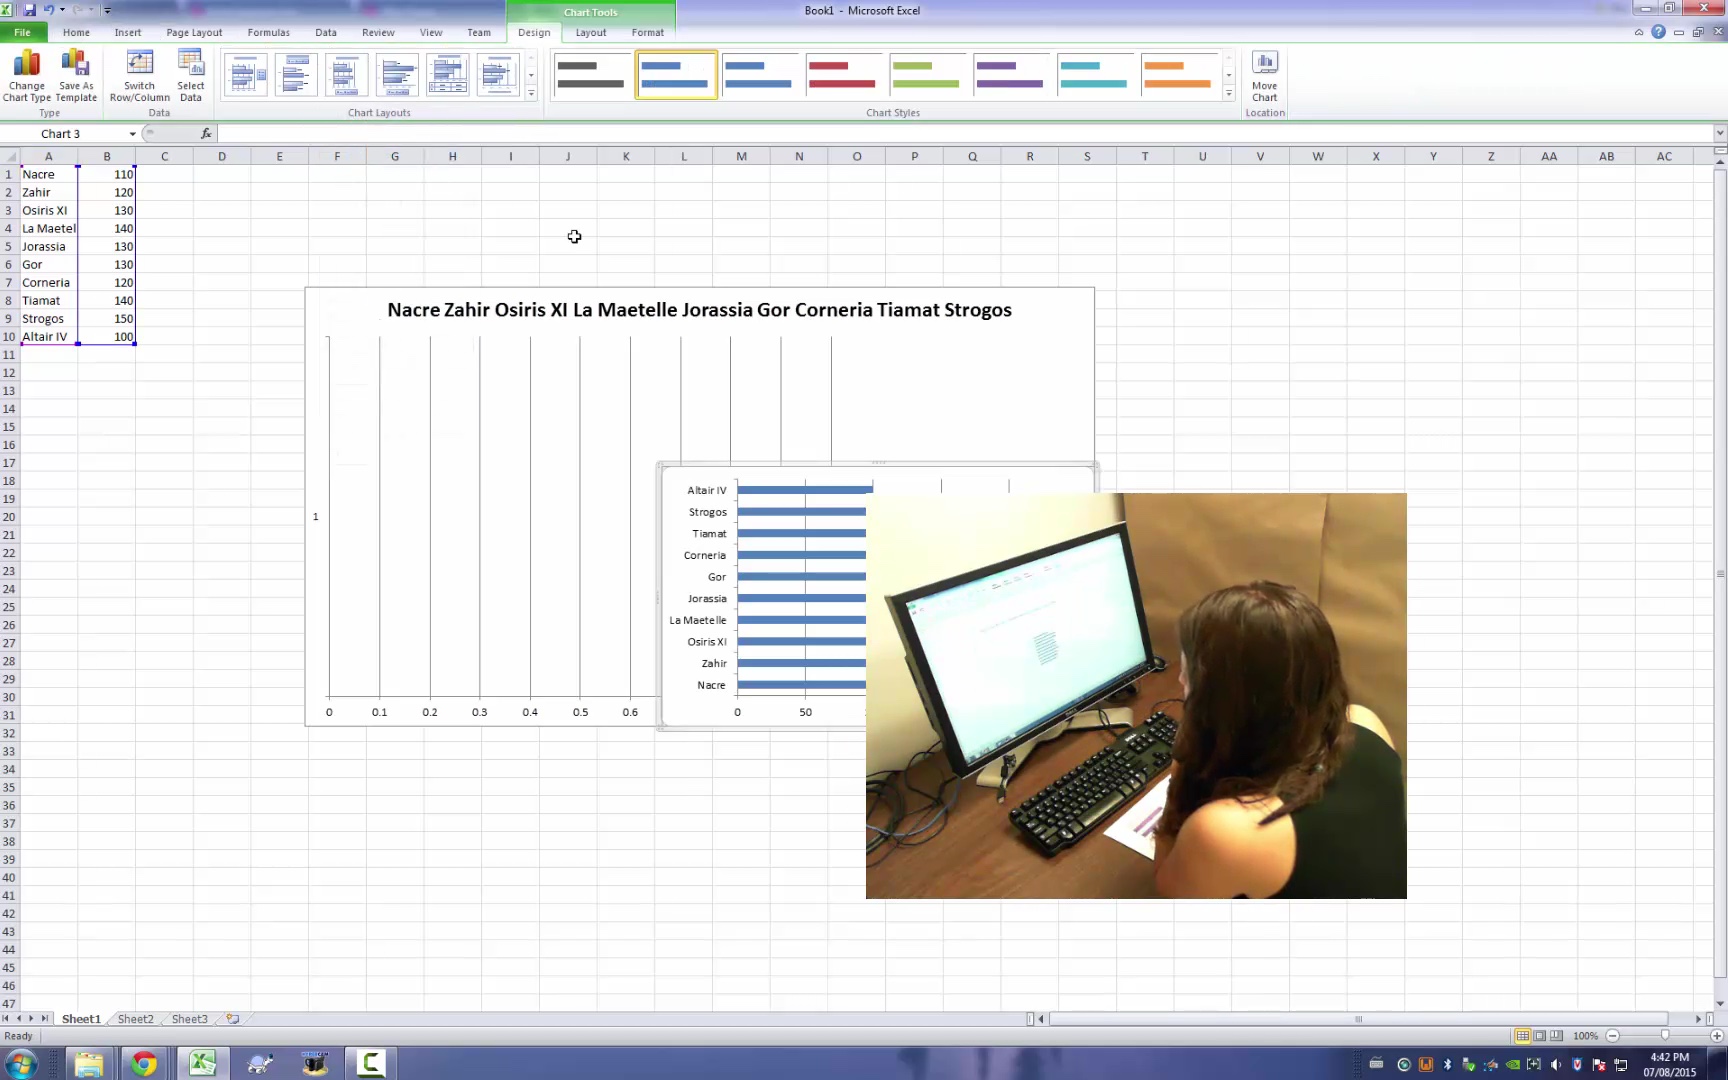 Chart Tools
Book1 - Microsoft Excel
File Home Insert Page Layout Formulas Data Review View Team Design Layout Format
Change Chart Type
Save As Template
Switch Row/Column
Select Data
Move Chart
Type Data Chart Layouts Chart Styles Location
Chart 3 fx
A B C D E F G H I J K L M N O P Q R S T U V W X Y Z AA AB AC
1 Nacre 110
2 Zahir 120
3 Osiris XI 130
4 La Maetel 140
5 Jorassia 130
6 Gor 130
7 Corneria 120
8 Tiamat 140
9 Strogos 150
10 Altair IV 100
11
12
13
14
15
16
17
18
19
20
21
22
23
24
25
26
27
28
29
30
31
32
33
34
35
36
37
38
39
40
41
42
43
44
45
46
47
Nacre Zahir Osiris XI La Maetelle Jorassia Gor Corneria Tiamat Strogos
1
0 0.1 0.2 0.3 0.4 0.5 0.6
Altair IV
Strogos
Tiamat
Corneria
Gor
Jorassia
La Maetelle
Osiris XI
Zahir
Nacre
0 50
Sheet1 Sheet2 Sheet3
Ready 100%
4:42 PM
07/08/2015